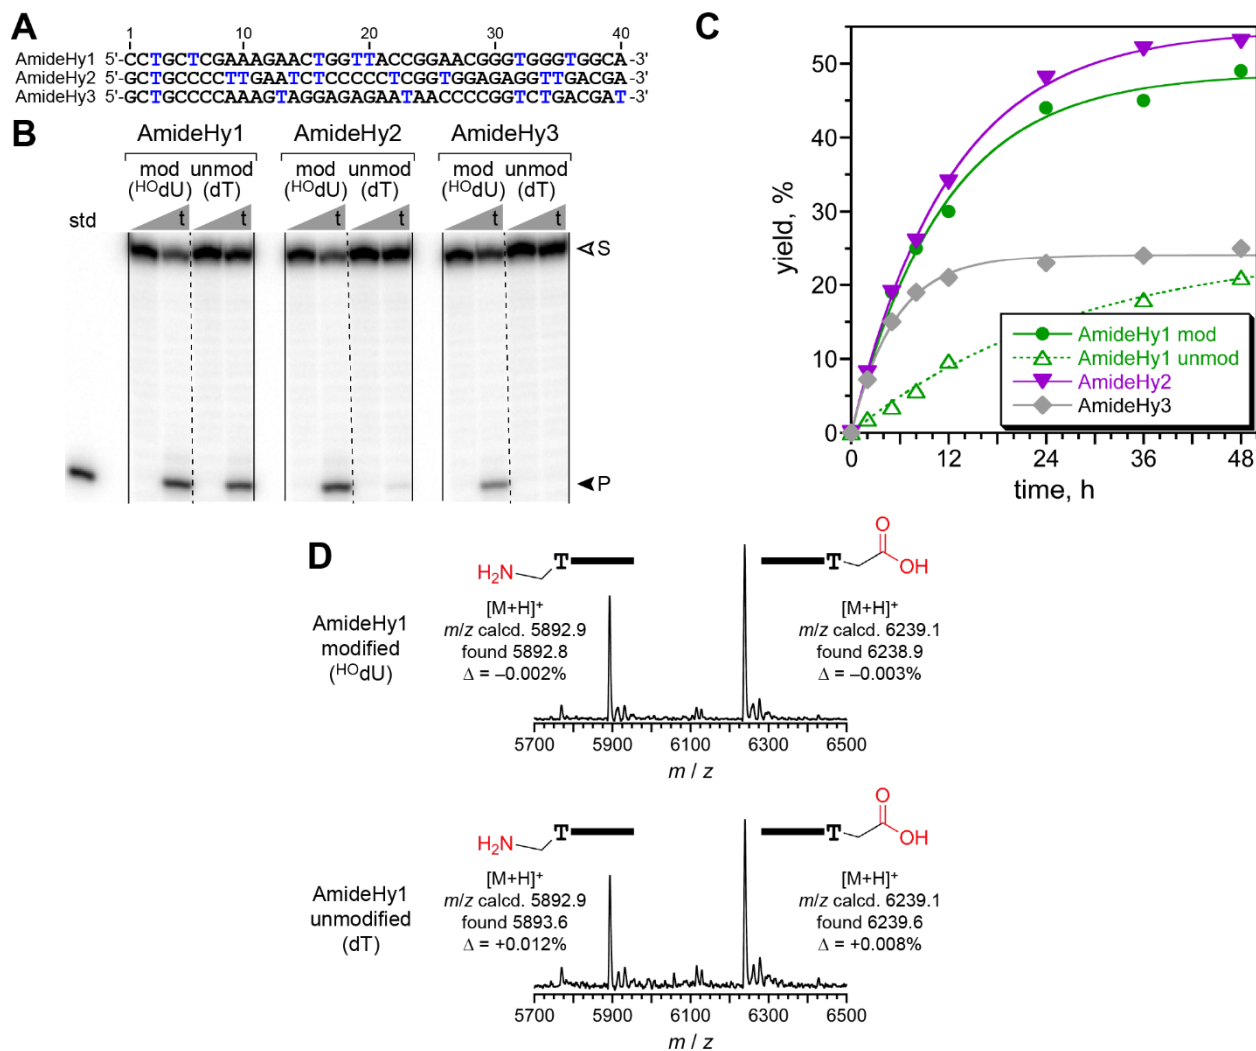 A
1 10 20 30 40
AmideHy1 5'-CCTGCTCGAAAGAACTGGTTACCGGAACGGGTGGGTGGCA-3'
AmideHy2 5'-GCTGCCCCTTGAATCTCCCCCTCGGTGGAGAGGTTGACGA-3'
AmideHy3 5'-GCTGCCCCAAAGTAGGAGAGAATAACCCCGGTCTGACGAT-3'
B
AmideHy1 AmideHy2 AmideHy3
mod unmod mod unmod mod unmod
(HOdU) (dT) (HOdU) (dT) (HOdU) (dT)
std t t t t t t
S
P
C
yield, %
50
40
30
20
10
0
0 12 24 36 48
time, h
AmideHy1 mod
AmideHy1 unmod
AmideHy2
AmideHy3
D
AmideHy1
modified
(HOdU)
H2N T
[M+H]+
m/z calcd. 5892.9
found 5892.8
Δ = –0.002%
T O OH
[M+H]+
m/z calcd. 6239.1
found 6238.9
Δ = –0.003%
5700 5900 6100 6300 6500
m / z
AmideHy1
unmodified
(dT)
H2N T
[M+H]+
m/z calcd. 5892.9
found 5893.6
Δ = +0.012%
T O OH
[M+H]+
m/z calcd. 6239.1
found 6239.6
Δ = +0.008%
5700 5900 6100 6300 6500
m / z